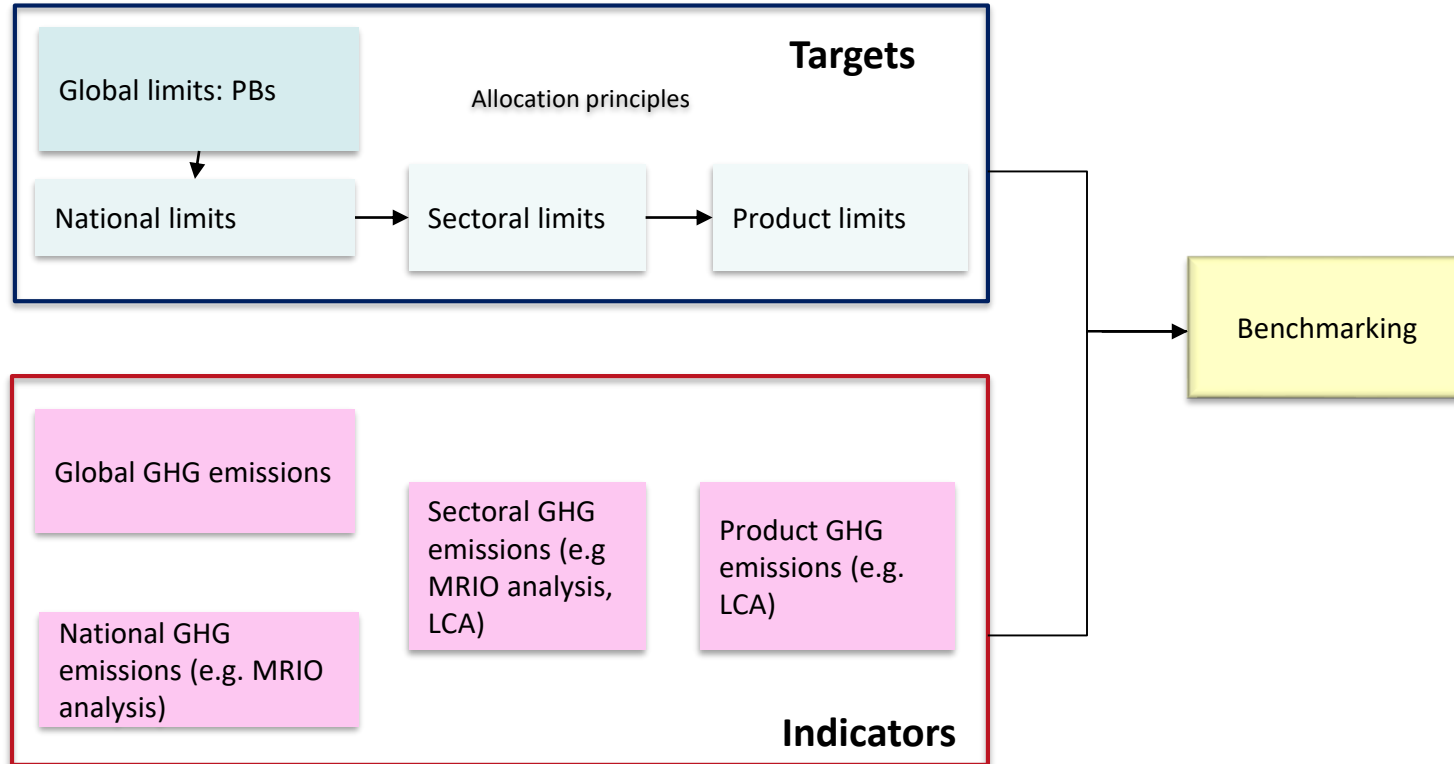 Targets
Global limits: PBs
Allocation principles
National limits
Sectoral limits
Product limits
Benchmarking
Global GHG emissions
Sectoral GHG
emissions (e.g
MRIO analysis,
LCA)
Product GHG
emissions (e.g.
LCA)
National GHG
emissions (e.g. MRIO
analysis)
Indicators